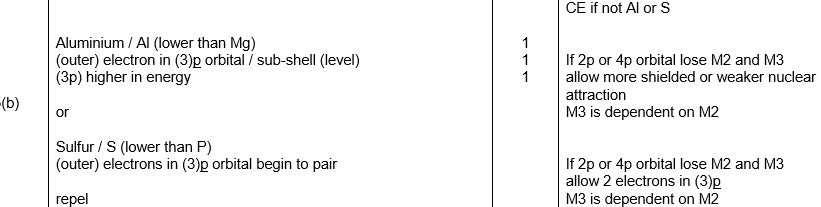 CE if not Al or S
Aluminium / Al (lower than Mg)
1
(outer) electron in (3)p orbital / sub-shell (level)
1
If 2p or 4p orbital lose M2 and M3
(3p) higher in energy
1
allow more shielded or weaker nuclear
attraction
(b)
or
M3 is dependent on M2
Sulfur / S (lower than P)
(outer) electrons in (3)p orbital begin to pair
If 2p or 4p orbital lose M2 and M3
allow 2 electrons in (3)p
repel
M3 is dependent on M2